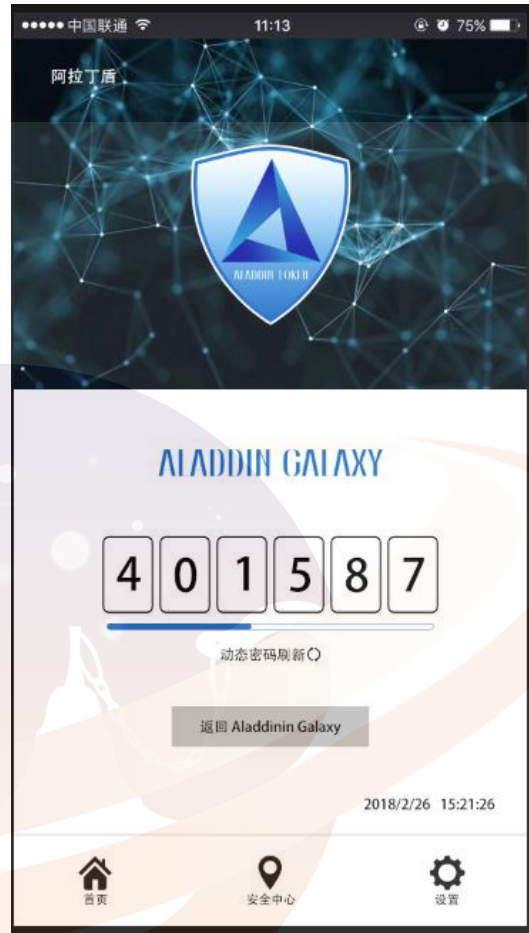 中国联通 11:13 75%
阿拉丁盾
ALADDIN TOKEN
ALADDIN GALAXY
4 0 1 5 8 7
动态密码刷新
返回 Aladdinin Galaxy
2018/2/26 15:21:26
首页 安全中心 设置